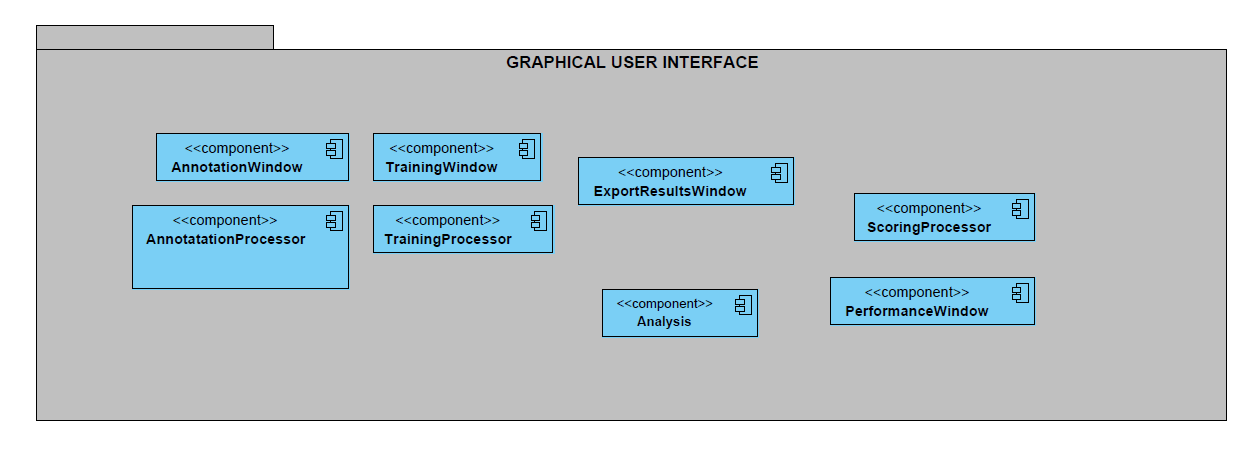 GRAPHICAL USER INTERFACE
<<component>>
AnnotationWindow
<<component>>
TrainingWindow
<<component>>
ExportResultsWindow
<<component>>
AnnotatationProcessor
<<component>>
TrainingProcessor
<<component>>
ScoringProcessor
<<component>>
Analysis
<<component>>
PerformanceWindow